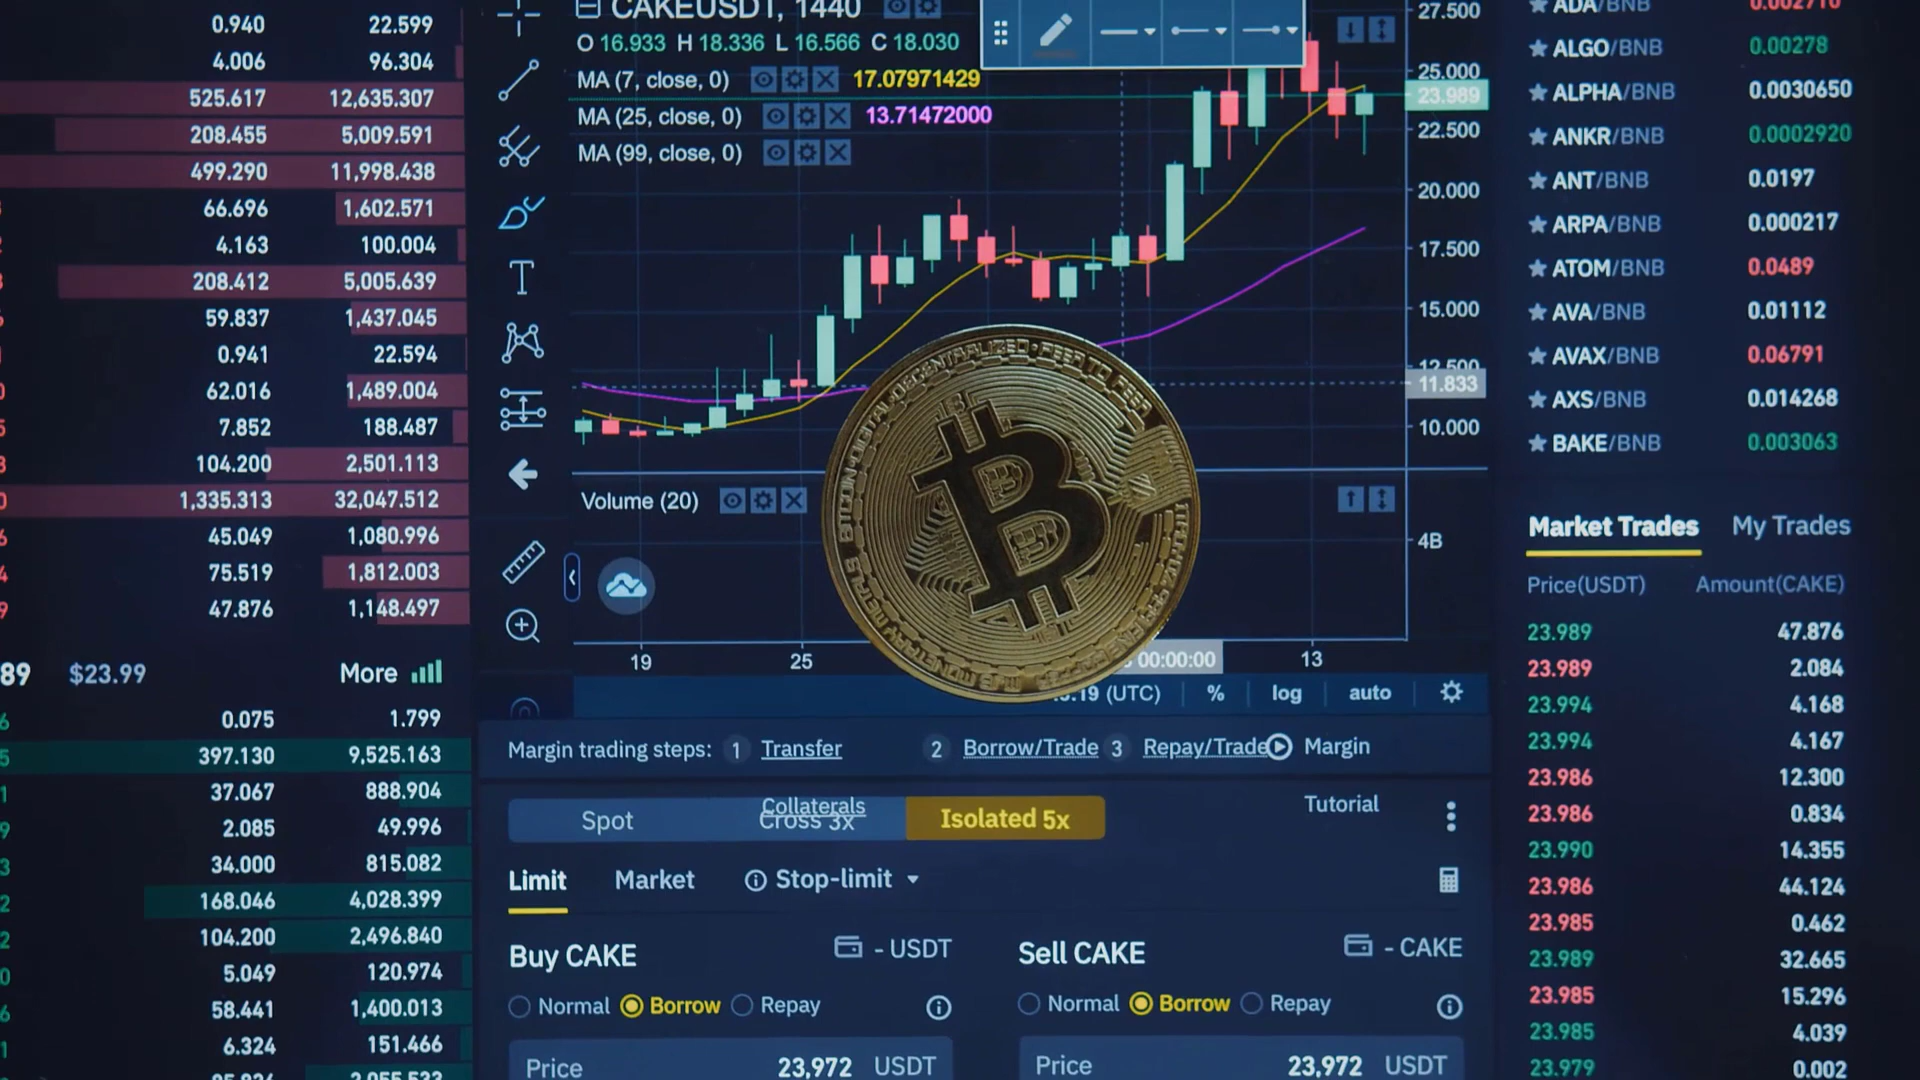 0.940 22.599
4.006 96.304
525.617 12,635.307
208.455 5,009.591
499.290 11,998.438
66.696 1,602.571
4.163 100.004
208.412 5,005.639
59.837 1,437.045
0.941 22.594
62.016 1,489.004
7.852 188.487
104.200 2,501.113
1,335.313 32,047.512
45.049 1,080.996
75.519 1,812.003
47.876 1,148.497
89 $23.99 More
0.075 1.799
397.130 9,525.163
37.067 888.904
2.085 49.996
34.000 815.082
168.046 4,028.399
104.200 2,496.840
5.049 120.974
58.441 1,400.013
6.324 151.466
CAKEUSDT, 1440
O 16.933 H 18.336 L 16.566 C 18.030
MA (7, close, 0) 17.07971429
MA (25, close, 0) 13.71472000
MA (99, close, 0)
27.500
25.000
23.989
22.500
20.000
17.500
15.000
12.500
11.833
10.000
Volume (20)
4B
19 25 00:00:00 13
(UTC) % log auto
BITCOIN·DIGITAL·DECENTRALIZED·PEER TO PEER
B
Margin trading steps: 1 Transfer 2 Borrow/Trade 3 Repay/Trade Margin
Collaterals Tutorial
Spot Cross 3x Isolated 5x
Limit Market Stop-limit
Buy CAKE - USDT
Normal Borrow Repay
Price 23,972 USDT
Sell CAKE - CAKE
Normal Borrow Repay
Price 23,972 USDT
ADA/BNB 0.002710
ALGO/BNB 0.00278
ALPHA/BNB 0.0030650
ANKR/BNB 0.0002920
ANT/BNB 0.0197
ARPA/BNB 0.000217
ATOM/BNB 0.0489
AVA/BNB 0.01112
AVAX/BNB 0.06791
AXS/BNB 0.014268
BAKE/BNB 0.003063
Market Trades My Trades
Price(USDT) Amount(CAKE)
23.989 47.876
23.989 2.084
23.994 4.168
23.994 4.167
23.986 12.300
23.986 0.834
23.990 14.355
23.986 44.124
23.985 0.462
23.989 32.665
23.985 15.296
23.985 4.039
23.979 0.002